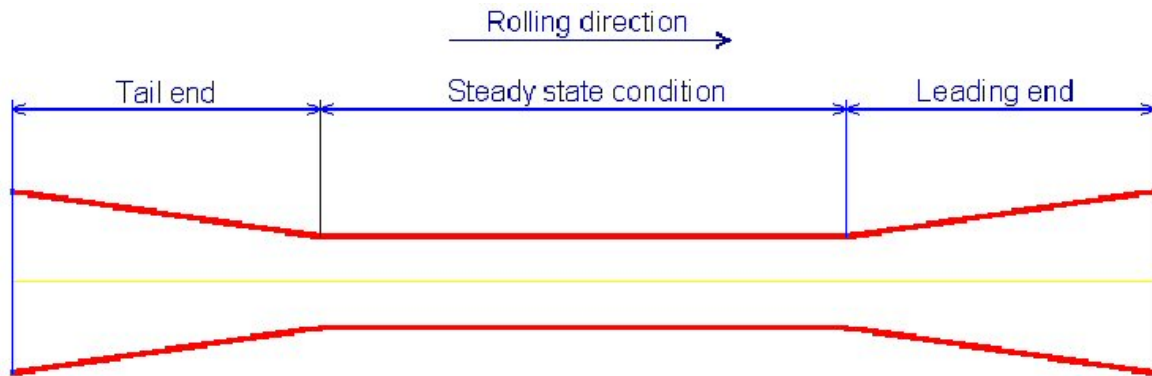 Rolling direction
Tail end
Steady state condition
Leading end